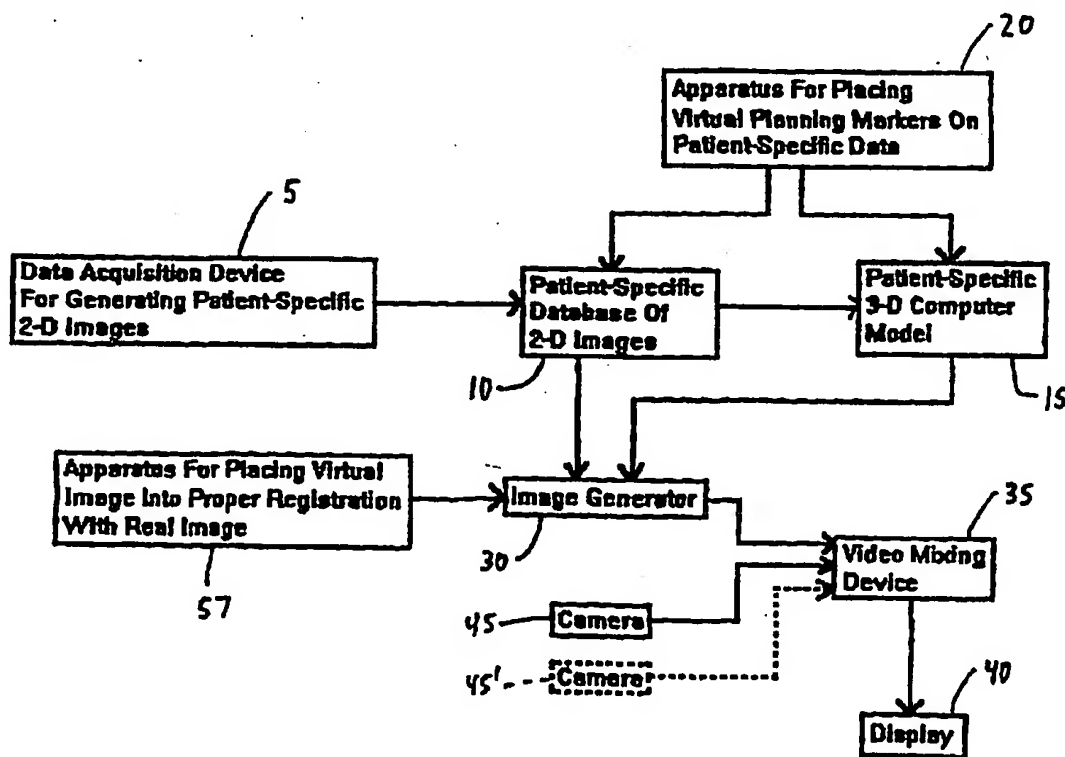 20
Apparatus For Placing
Virtual Planning Markers On
Patient-Specific Data
5
Data Acquisition Device
For Generating Patient-Specific
2-D Images
Patient-Specific
Database Of
2-D Images
10
Patient-Specific
3-D Computer
Model
15
Apparatus For Placing Virtual
Image Into Proper Registration
With Real Image
57
Image Generator
30
35
Video Mixing
Device
45
Camera
45'
Camera
40
Display